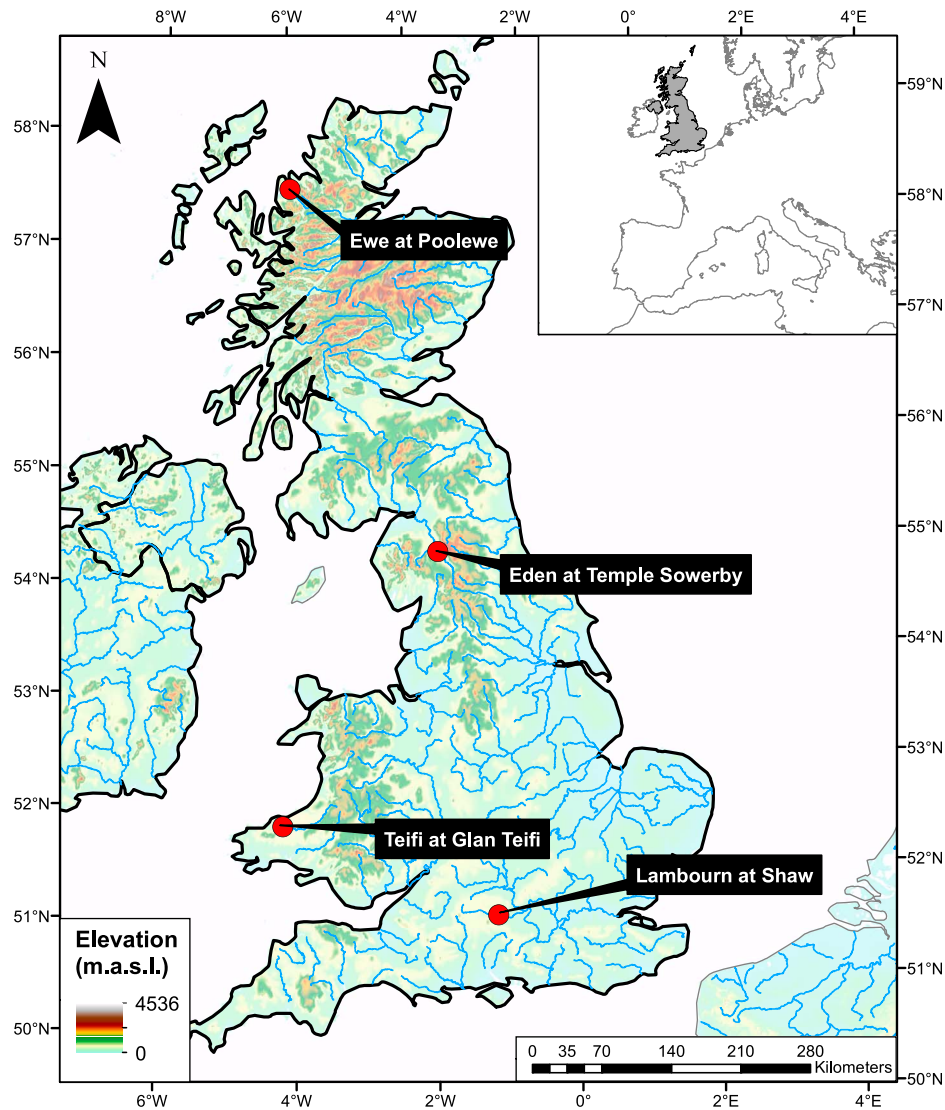 8°W 6°W 4°W 2°W 0° 2°E 4°E
N
59°N
58°N
58°N
57°N
Ewe at Poolewe
57°N
56°N
56°N
55°N
55°N
Eden at Temple Sowerby
54°N
54°N
53°N
53°N
52°N
Teifi at Glan Teifi
52°N
Lambourn at Shaw
51°N
51°N
Elevation
(m.a.s.l.)
4536
0
50°N
0 35 70 140 210 280
Kilometers
50°N
6°W 4°W 2°W 0° 2°E 4°E